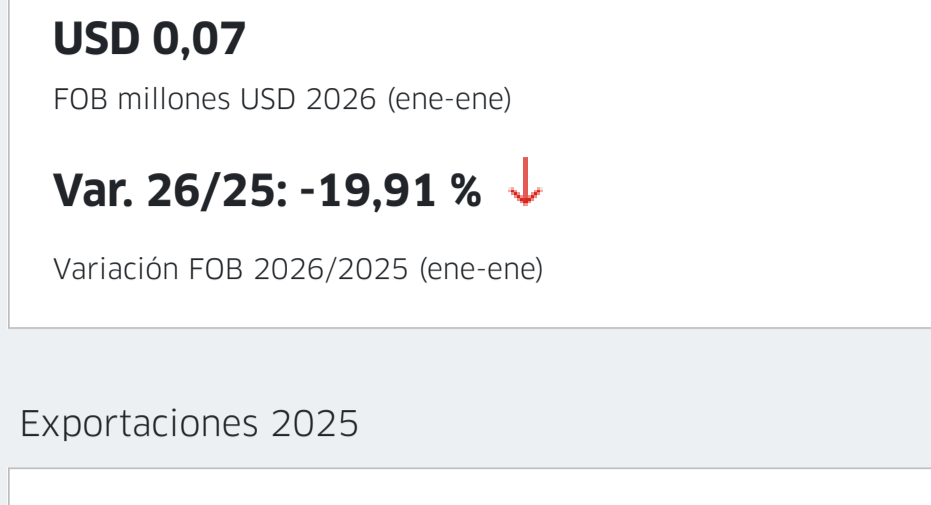 USD 0,07
FOB millones USD 2026 (ene-ene)
Var. 26/25: -19,91 %
Variación FOB 2026/2025 (ene-ene)
Exportaciones 2025